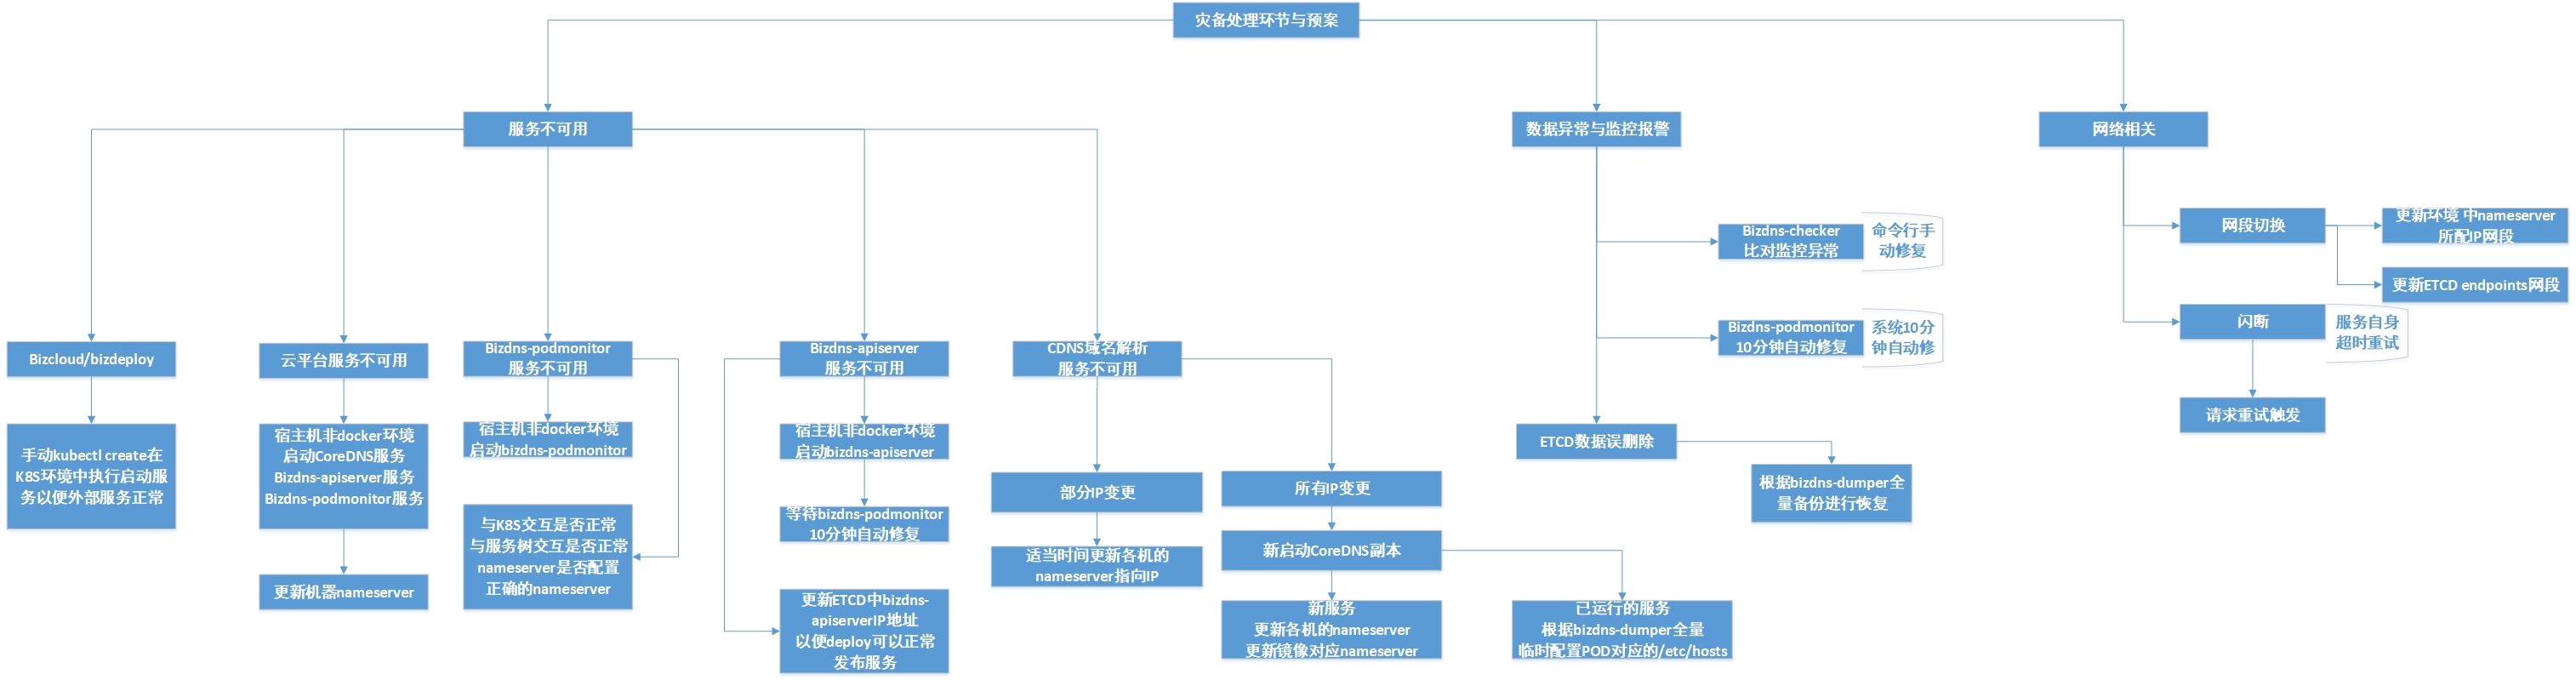 灾备处理环节与预案
服务不可用
数据异常与监控报警
网络相关
Bizcloud/bizdeploy
手动kubectl create在
K8S环境中执行启动服
务以便外部服务正常
云平台服务不可用
宿主机非docker环境
启动CoreDNS服务
Bizdns-apiserver服务
Bizdns-podmonitor服务
更新机器nameserver
Bizdns-podmonitor
服务不可用
宿主机非docker环境
启动bizdns-podmonitor
与K8S交互是否正常
与服务树交互是否正常
nameserver是否配置
正确的nameserver
Bizdns-apiserver
服务不可用
宿主机非docker环境
启动bizdns-apiserver
等待bizdns-podmonitor
10分钟自动修复
更新ETCD中bizdns-
apiserverIP地址
以便deploy可以正常
发布服务
CDNS域名解析
服务不可用
部分IP变更
适当时间更新各机的
nameserver指向IP
所有IP变更
新启动CoreDNS副本
新服务
更新各机的nameserver
更新镜像对应nameserver
已运行的服务
根据bizdns-dumper全量
临时配置POD对应的/etc/hosts
Bizdns-checker
比对监控异常
命令行手
动修复
Bizdns-podmonitor
10分钟自动修复
系统10分
钟自动修
ETCD数据误删除
根据bizdns-dumper全
量备份进行恢复
网段切换
更新环境 中nameserver
所配IP网段
更新ETCD endpoints网段
闪断
服务自身
超时重试
请求重试触发